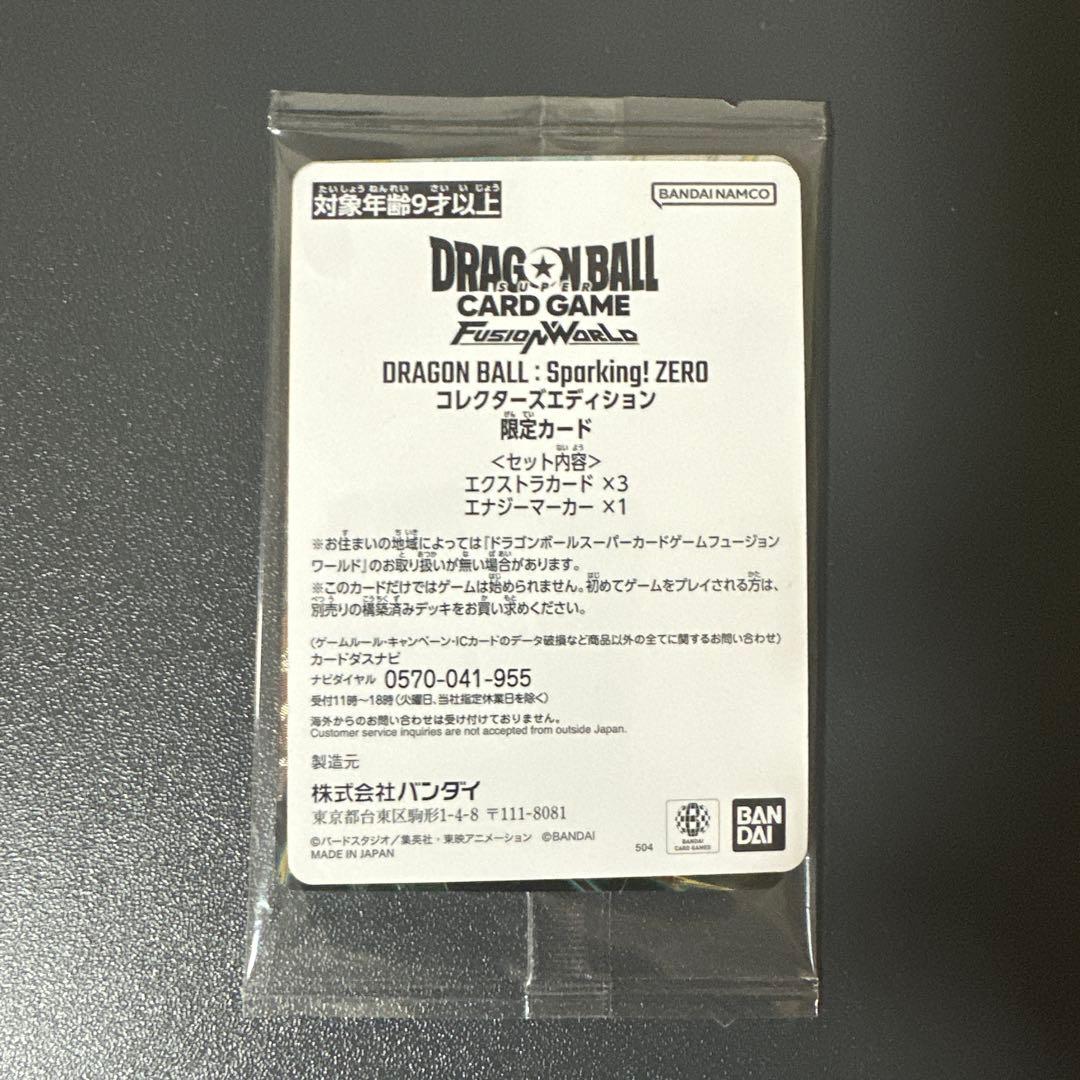 対象年齢9才以上
BANDAI NAMCO
DRAGON BALL
SUPER
CARD GAME
FUSION WORLD
DRAGON BALL : Sparking! ZERO
コレクターズエディション
限定カード
<セット内容>
エクストラカード ×3
エナジーマーカー ×1
※お住まいの地域によっては『ドラゴンボールスーパーカードゲームフュージョン
ワールド』のお取り扱いが無い場合があります。
※このカードだけではゲームは始められません。初めてゲームをプレイされる方は、
別売りの構築済みデッキをお買い求めください。
(ゲームルール・キャンペーン・ICカードのデータ破損など商品以外の全てに関するお問い合わせ)
カードダスナビ
ナビダイヤル 0570-041-955
受付11時~18時(火曜日、当社指定休業日を除く)
海外からのお問い合わせは受け付けておりません。
Customer service inquiries are not accepted from outside Japan.
製造元
株式会社バンダイ
東京都台東区駒形1-4-8 〒111-8081
©バードスタジオ/集英社・東映アニメーション ©BANDAI
MADE IN JAPAN
504
BANDAI
CARD GAMES
BAN
DAI